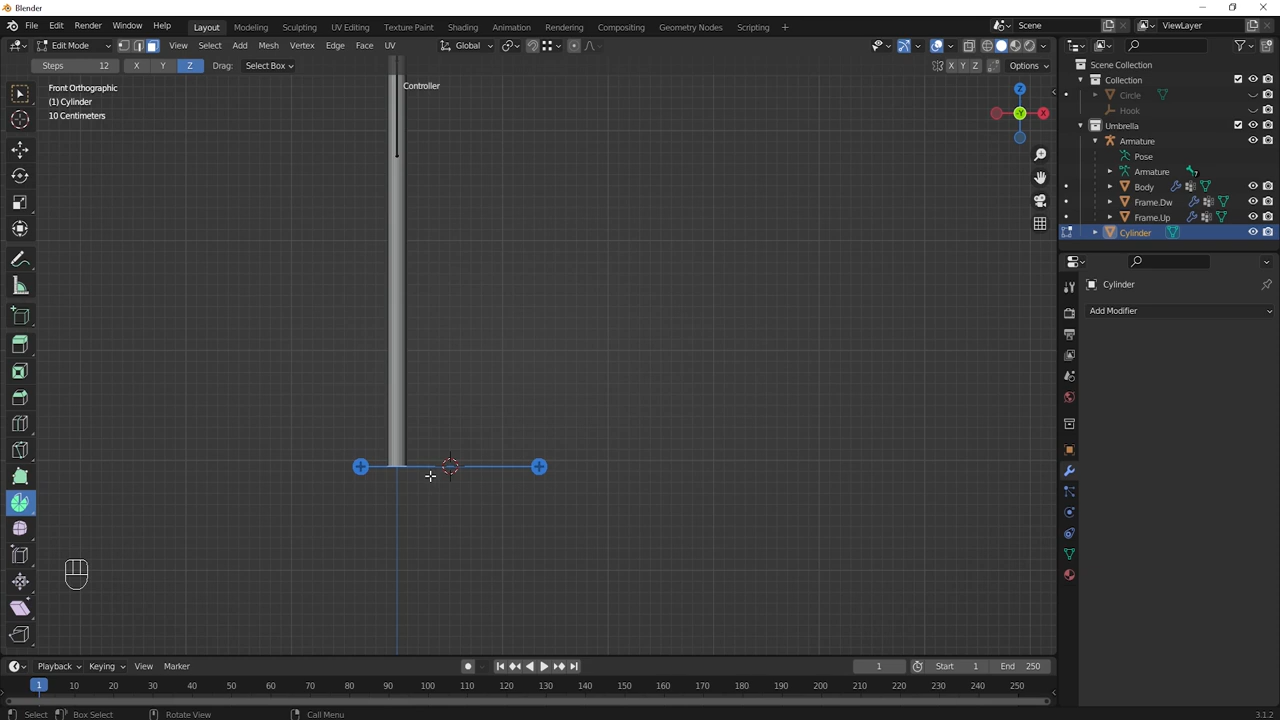 Blender
File Edit Render Window Help Layout Modeling Sculpting UV Editing Texture Paint Shading Animation Rendering Compositing Geometry Nodes Scripting + Scene ViewLayer
Edit Mode View Select Add Mesh Vertex Edge Face UV Global
Steps 12 X Y Z Drag: Select Box X Y Z Options
Front Orthographic
(1) Cylinder
10 Centimeters
Controller
Z
Y
X
Scene Collection
Collection
Circle
Hook
Umbrella
Armature
Pose
Armature 7
Body
Frame.Dw
Frame.Up
Cylinder
Cylinder
Add Modifier
Playback Keying View Marker 1 Start 1 End 250
1 10 20 30 40 50 60 70 80 90 100 110 120 130 140 150 160 170 180 190 200 210 220 230 240 250
Select Box Select Rotate View Call Menu 3.1.2